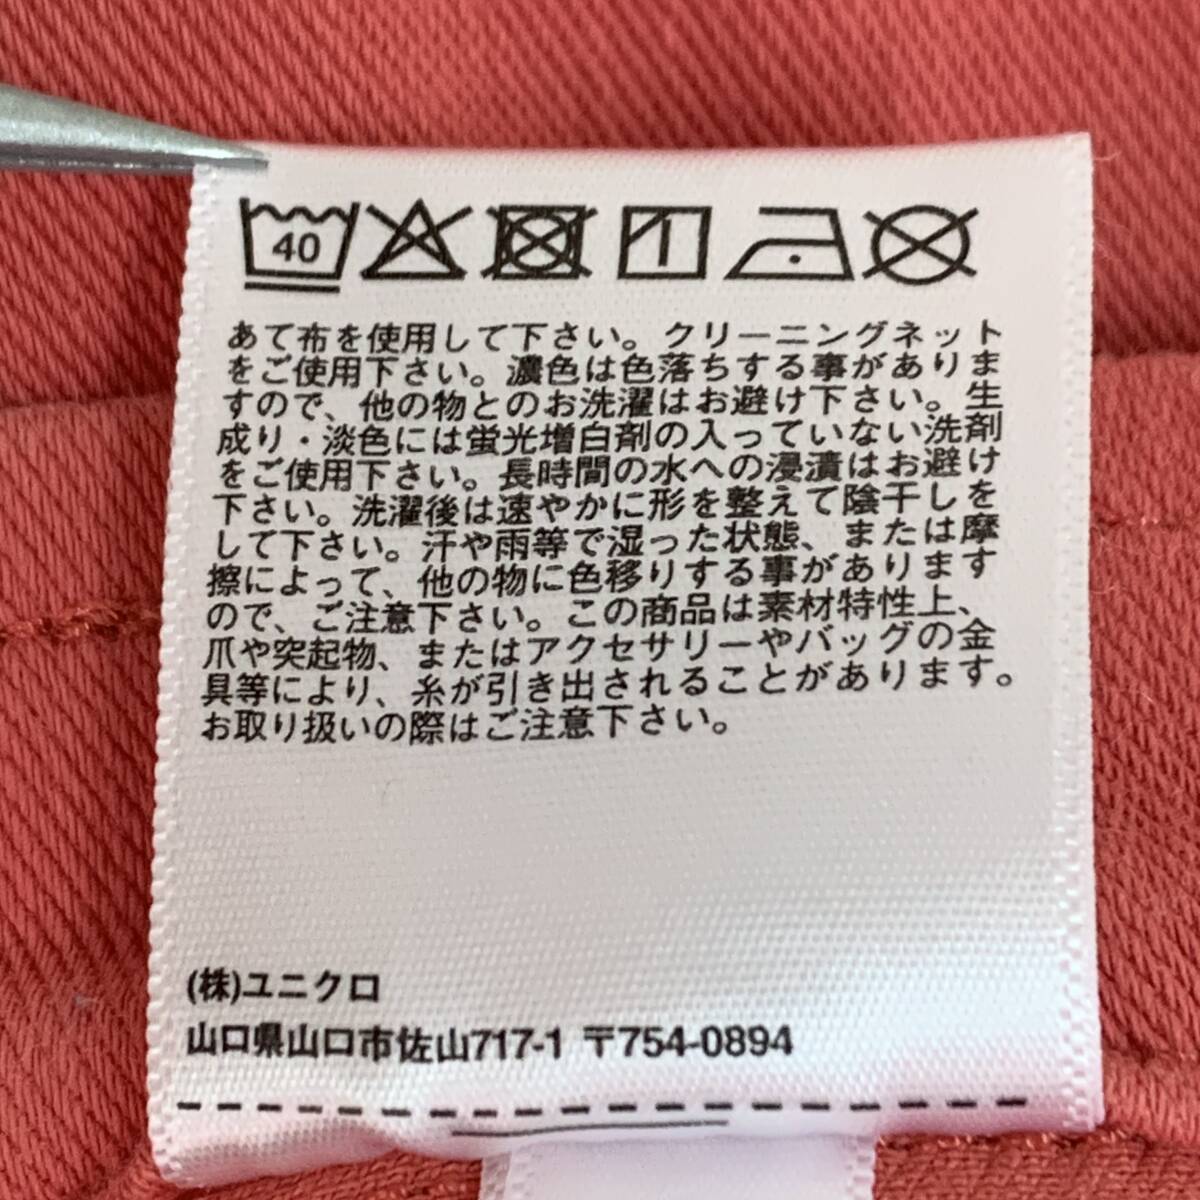 40
あて布を使用して下さい。クリーニングネット
をご使用下さい。濃色は色落ちする事がありま
すので、他の物とのお洗濯はお避け下さい。生
成り・淡色には蛍光増白剤の入っていない洗剤
をご使用下さい。長時間の水への浸漬はお避け
下さい。洗濯後は速やかに形を整えて陰干しを
して下さい。汗や雨等で湿った状態、または摩
擦によって、他の物に色移りする事があります
ので、ご注意下さい。この商品は素材特性上、
爪や突起物、またはアクセサリーやバッグの金
具等により、糸が引き出されることがあります。
お取り扱いの際はご注意下さい。
(株)ユニクロ
山口県山口市佐山717-1 〒754-0894